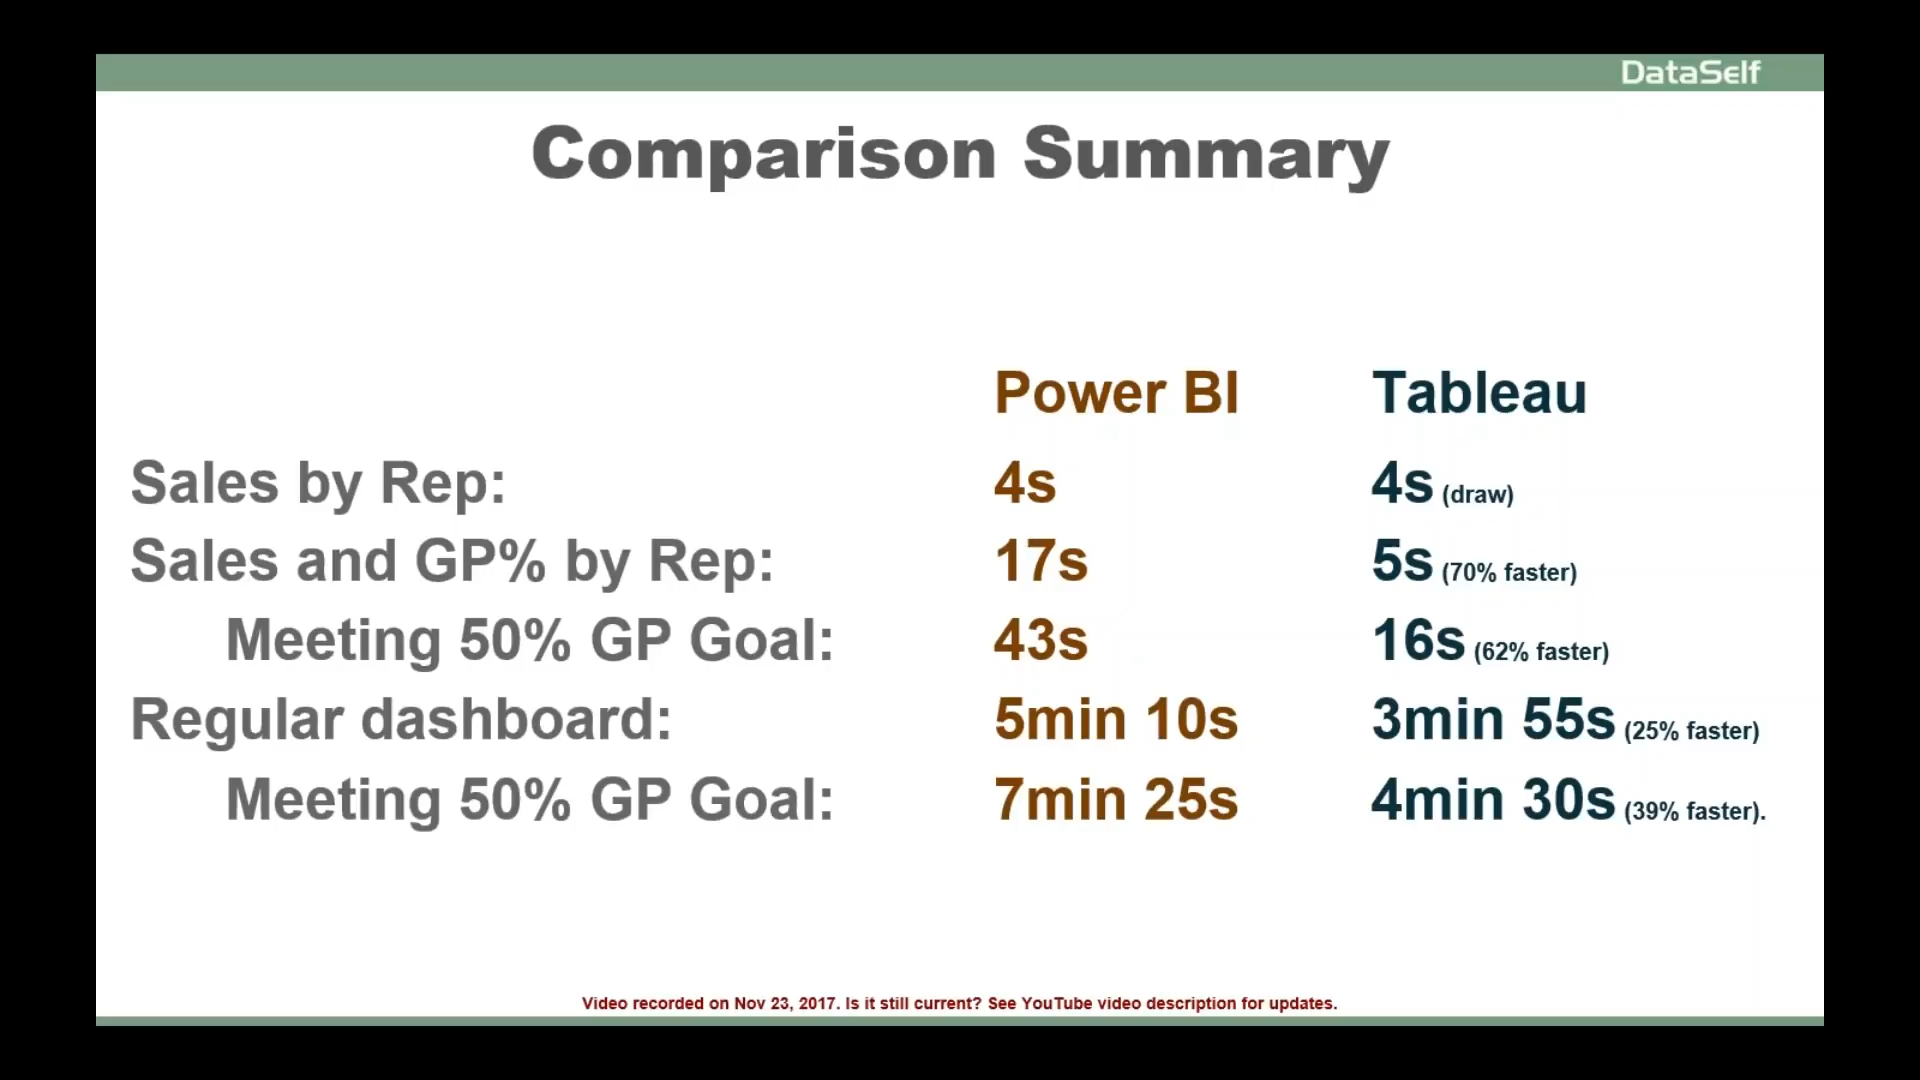 DataSelf
Comparison Summary
Power BI Tableau
Sales by Rep: 4s 4s (draw)
Sales and GP% by Rep: 17s 5s (70% faster)
Meeting 50% GP Goal: 43s 16s (62% faster)
Regular dashboard: 5min 10s 3min 55s (25% faster)
Meeting 50% GP Goal: 7min 25s 4min 30s (39% faster).
Video recorded on Nov 23, 2017. Is it still current? See YouTube video description for updates.